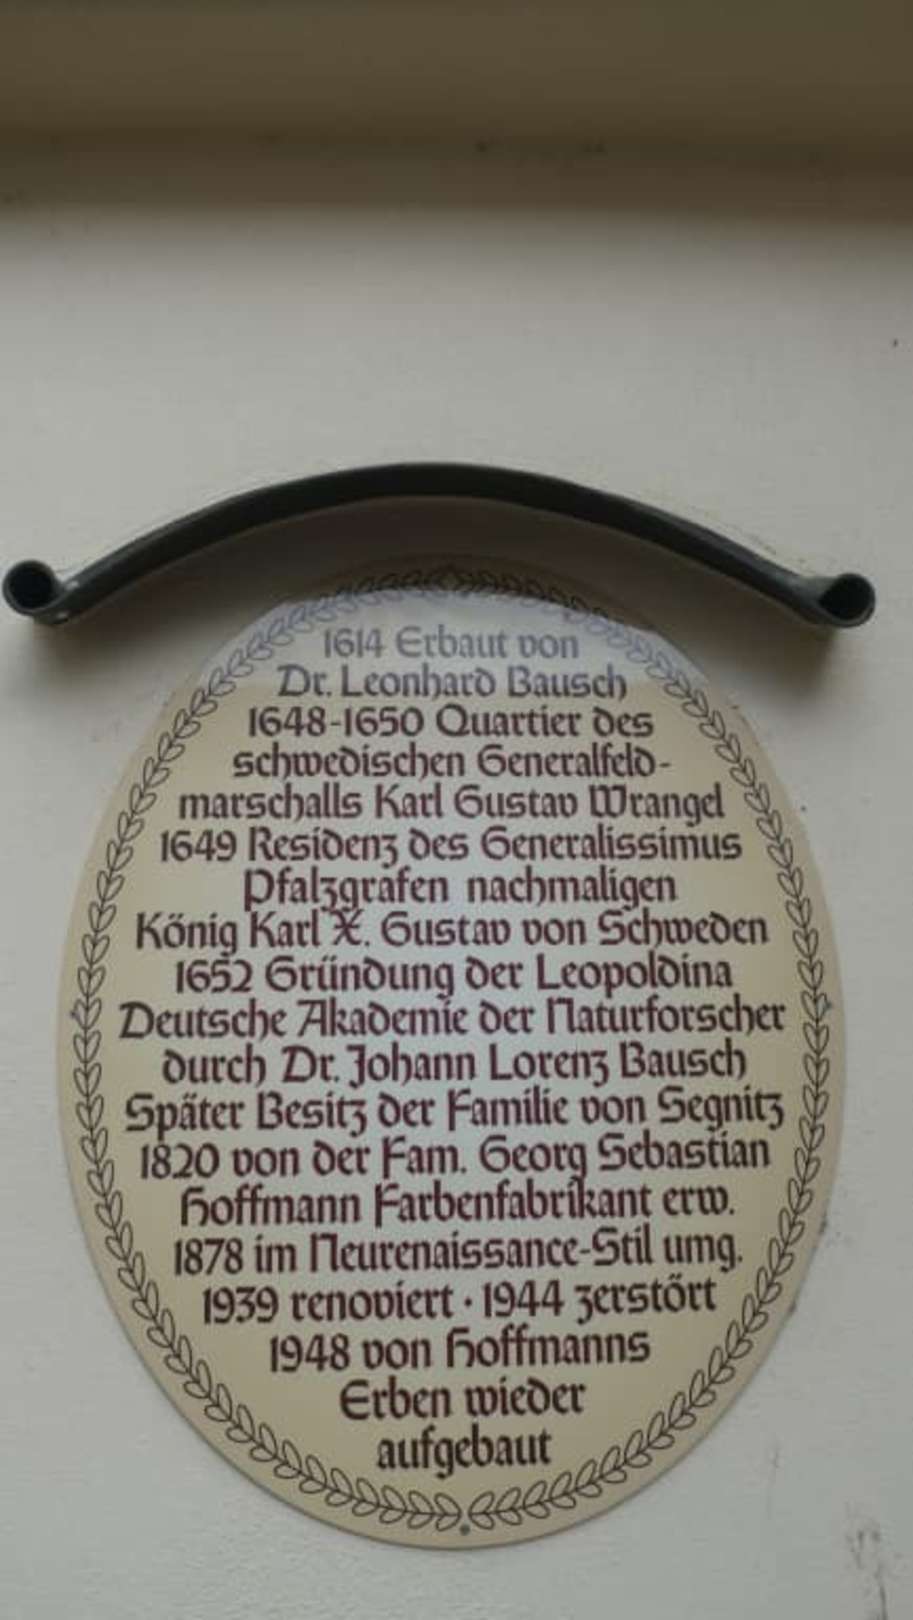 1614 Erbaut von
Dr. Leonhard Bausch
1648-1650 Quartier des
schwedischen Generalfeld-
marschalls Karl Gustav Wrangel
1649 Residenz des Generalissimus
Pfalzgrafen nachmaligen
König Karl X. Gustav von Schweden
1652 Gründung der Leopoldina
Deutsche Akademie der Naturforscher
durch Dr. Johann Lorenz Bausch
Später Besitz der Familie von Segnitz
1820 von der Fam. Georg Sebastian
Hoffmann Farbenfabrikant erw.
1878 im Neurenaissance-Stil umg.
1939 renoviert · 1944 zerstört
1948 von Hoffmanns
Erben wieder
aufgebaut